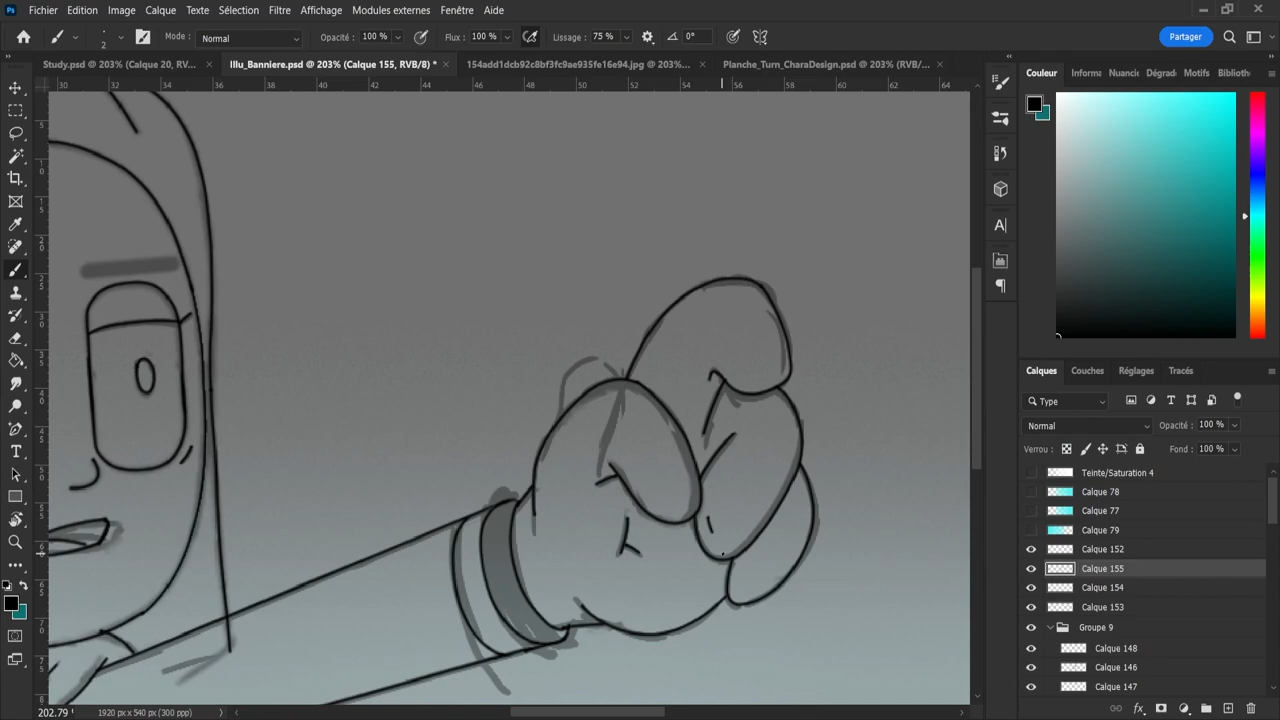 Fichier Edition Image Calque Texte Sélection Filtre Affichage Modules externes Fenêtre Aide
2 Mode : Normal Opacité : 100 % Flux : 100 % Lissage : 75 % 0° Partager
Study.psd @ 203% (Calque 20, RV... × Illu_Banniere.psd @ 203% (Calque 155, RVB/8) * × 154add1dcb92c8bf3fc9ae935fe16e94.jpg @ 203%... × Planche_Turn_CharaDesign.psd @ 203% (RVB/... ×
30 32 34 36 38 40 42 44 46 48 50 52 54 56 58 60 62 64
Couleur Informa Nuancie Dégrad Motifs Biblioth
Calques Couches Réglages Tracés
Type
Normal Opacité : 100 %
Verrou : Fond : 100 %
Teinte/Saturation 4
Calque 78
Calque 77
Calque 79
Calque 152
Calque 155
Calque 154
Calque 153
Groupe 9
Calque 148
Calque 146
Calque 147
202.79 1920 px x 540 px (300 ppp)